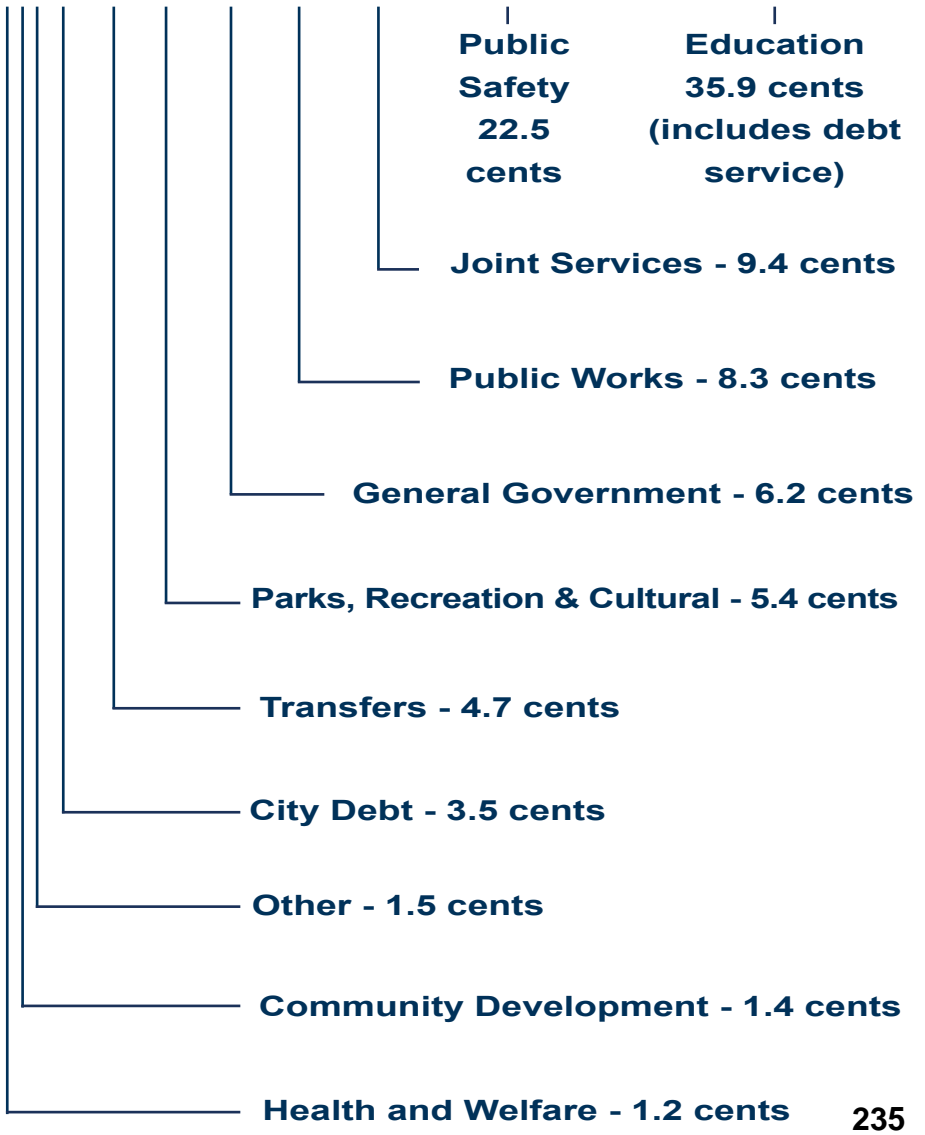 Public
Safety
22.5
cents
Education
35.9 cents
(includes debt
service)
Joint Services - 9.4 cents
Public Works - 8.3 cents
General Government - 6.2 cents
Parks, Recreation & Cultural - 5.4 cents
Transfers - 4.7 cents
City Debt - 3.5 cents
Other - 1.5 cents
Community Development - 1.4 cents
Health and Welfare - 1.2 cents
235